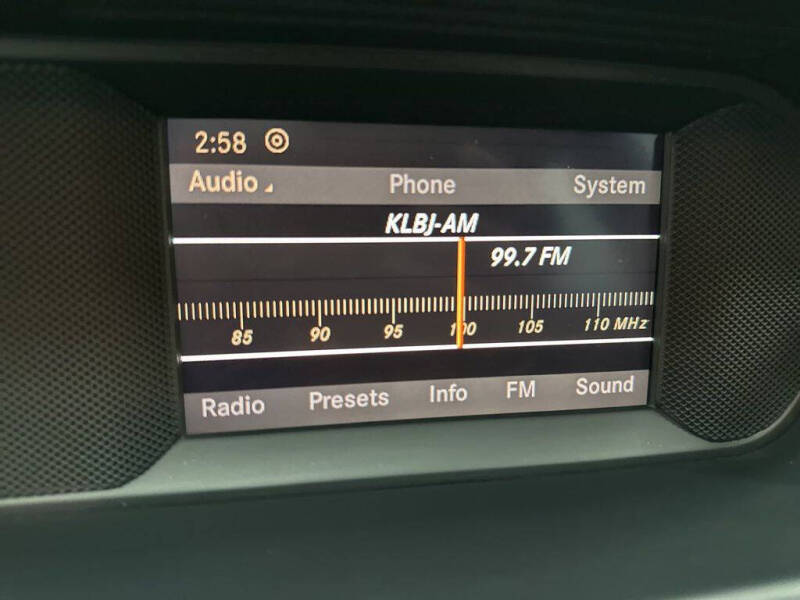 2:58
Audio Phone System
KLBJ-AM
99.7 FM
85 90 95 100 105 110 MHz
Radio Presets Info FM Sound